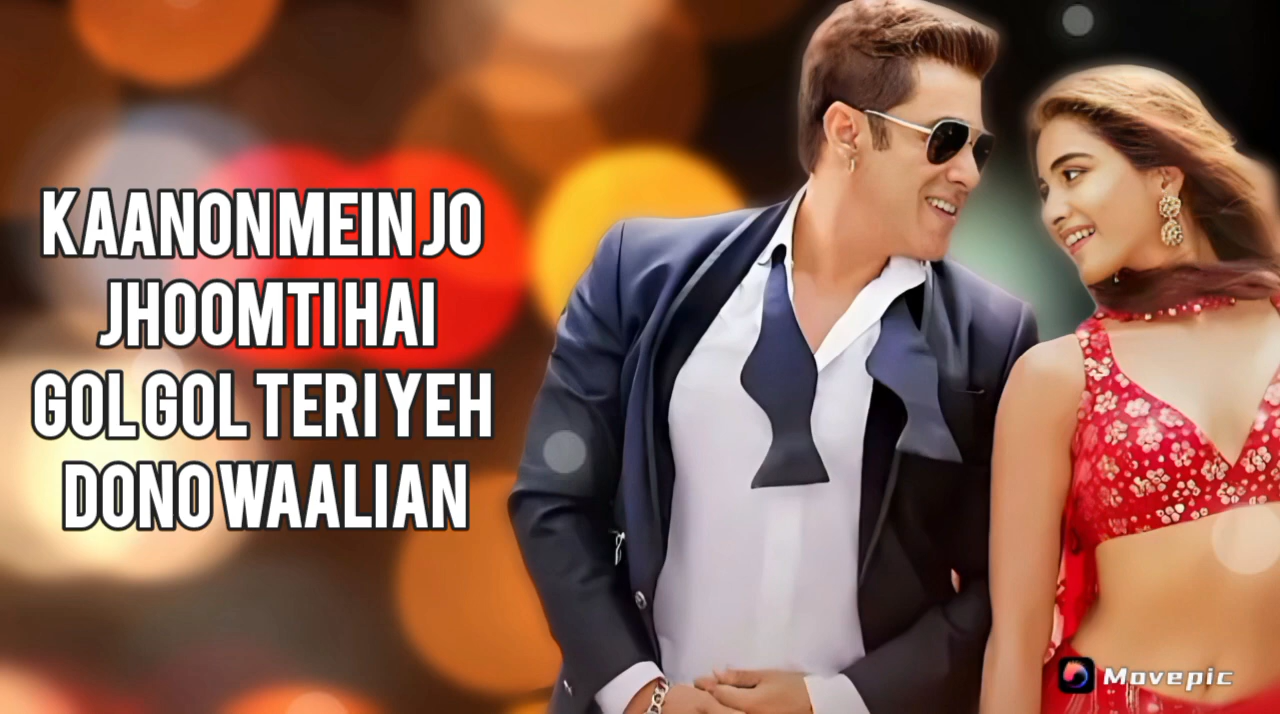 KAANON MEIN JO
JHOOMTI HAI
GOL GOL TERI YEH
DONO WAALIAN
Movepic